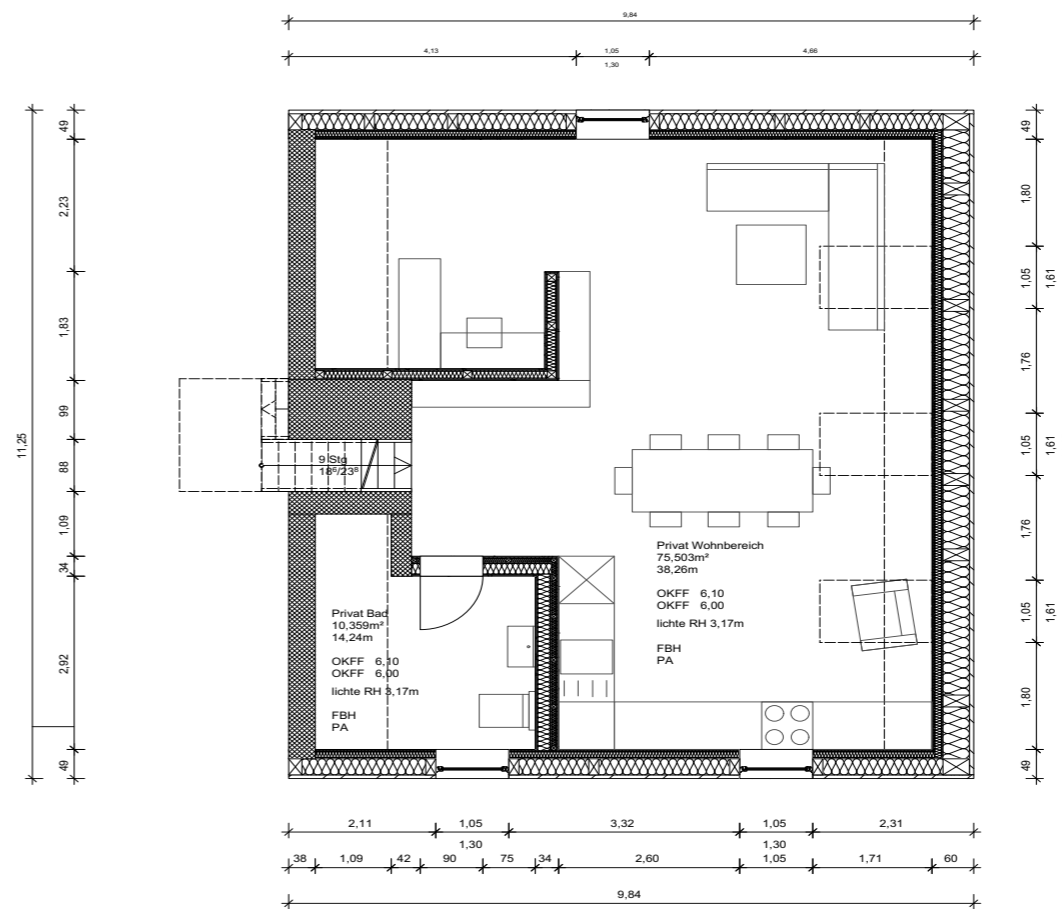 9,84
4,13
1,05
4,66
1,30
11,25
49
2,23
1,83
99
88
1,09
34
2,92
49
49
1,80
1,05
1,61
1,76
1,05
1,61
1,76
1,05
1,61
1,80
49
9 Stg
18⁶/23⁸
Privat Wohnbereich
75,503m²
38,26m
OKFF 6,10
OKFF 6,00
lichte RH 3,17m
FBH
PA
Privat Bad
10,359m²
14,24m
OKFF 6,10
OKFF 6,00
lichte RH 3,17m
FBH
PA
2,11
1,05
3,32
1,05
2,31
1,30
1,30
38
1,09
42
90
75
34
2,60
1,05
1,71
60
9,84